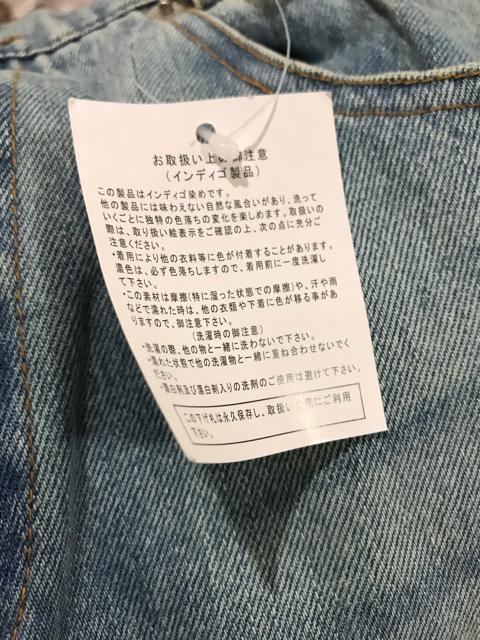 お取扱い上の御注意
(インディゴ製品)
この製品はインディゴ染めです。
他の製品には味わえない自然な風合いがあり、洗って
いくごとに独特の色落ちの変化を楽しめます。取扱いの
際は、取り扱い絵表示をご確認の上、次の点に充分ご
注意ください。
・着用により他の衣料等に色が付着することがあります。
濃色は、必ず色落ちしますので、着用前に一度洗濯し
て下さい。
・この素材は摩擦(特に湿った状態での摩擦)や、汗や雨
などで濡れた時は、他の衣類や下着に色が移る事があ
りますので、御注意下さい。
(洗濯時の御注意)
・洗濯の際、他の物と一緒に洗わないで下さい。
・濡れた状態で他の洗濯物と一緒に重ね合わせないでく
ださい。
・漂白剤及び漂白剤入りの洗剤のご使用は避けて下さい。
この下げ札は永久保存し、取扱いの際にご利用
下さい。